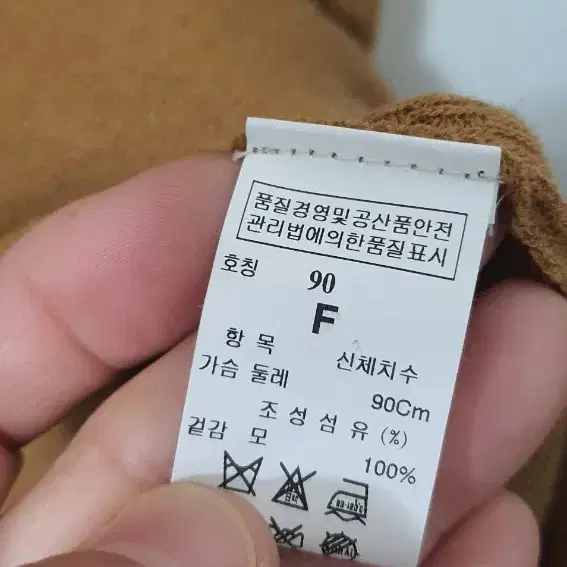 품질경영및공산품안전
관리법에의한품질표시
호칭 90
F
항 목 신체치수
가슴 둘레 90Cm
조 성 섬 유 (%)
겉감 모 100%